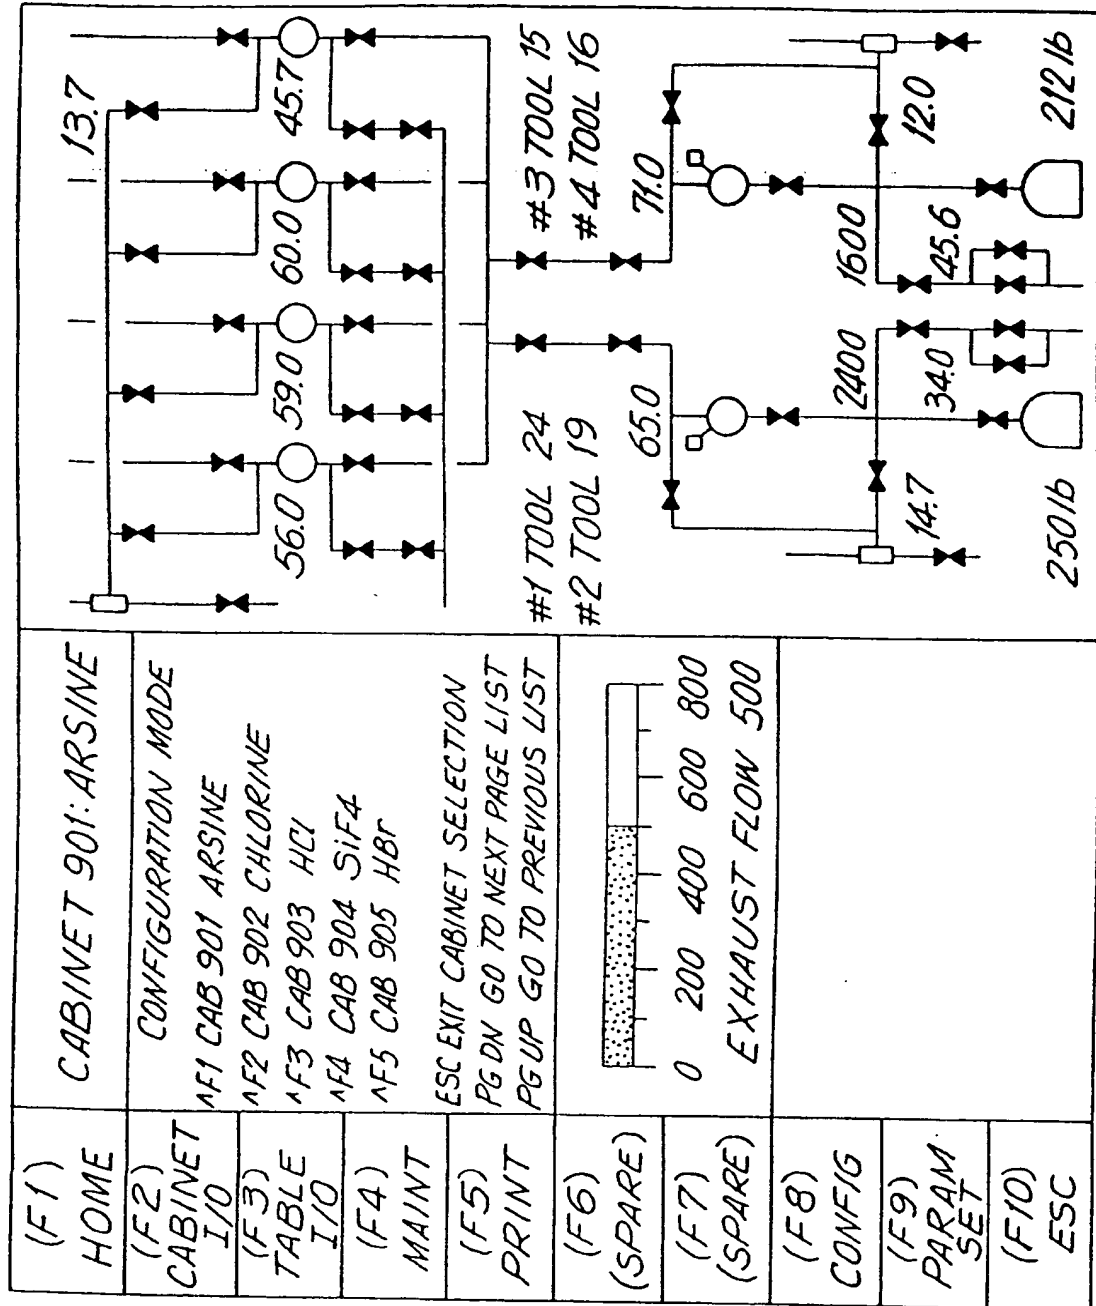 (F1)
HOME
(F2)
CABINET
I/O
(F3)
TABLE
I/O
(F4)
MAINT
(F5)
PRINT
(F6)
(SPARE)
(F7)
(SPARE)
(F8)
CONFIG
(F9)
PARAM.
SET
(F10)
ESC
CABINET 901: ARSINE
CONFIGURATION MODE
^F1 CAB 901 ARSINE
^F2 CAB 902 CHLORINE
^F3 CAB 903 HCl
^F4 CAB 904 SiF4
^F5 CAB 905 HBr
ESC EXIT CABINET SELECTION
PG DN GO TO NEXT PAGE LIST
PG UP GO TO PREVIOUS LIST
0 200 400 600 800
EXHAUST FLOW 500
13.7
56.0 59.0 60.0 45.7
#1 TOOL 24
#2 TOOL 19
#3 TOOL 15
#4 TOOL 16
65.0 71.0
2400 1600
14.7 34.0 45.6 12.0
250 lb 212 lb